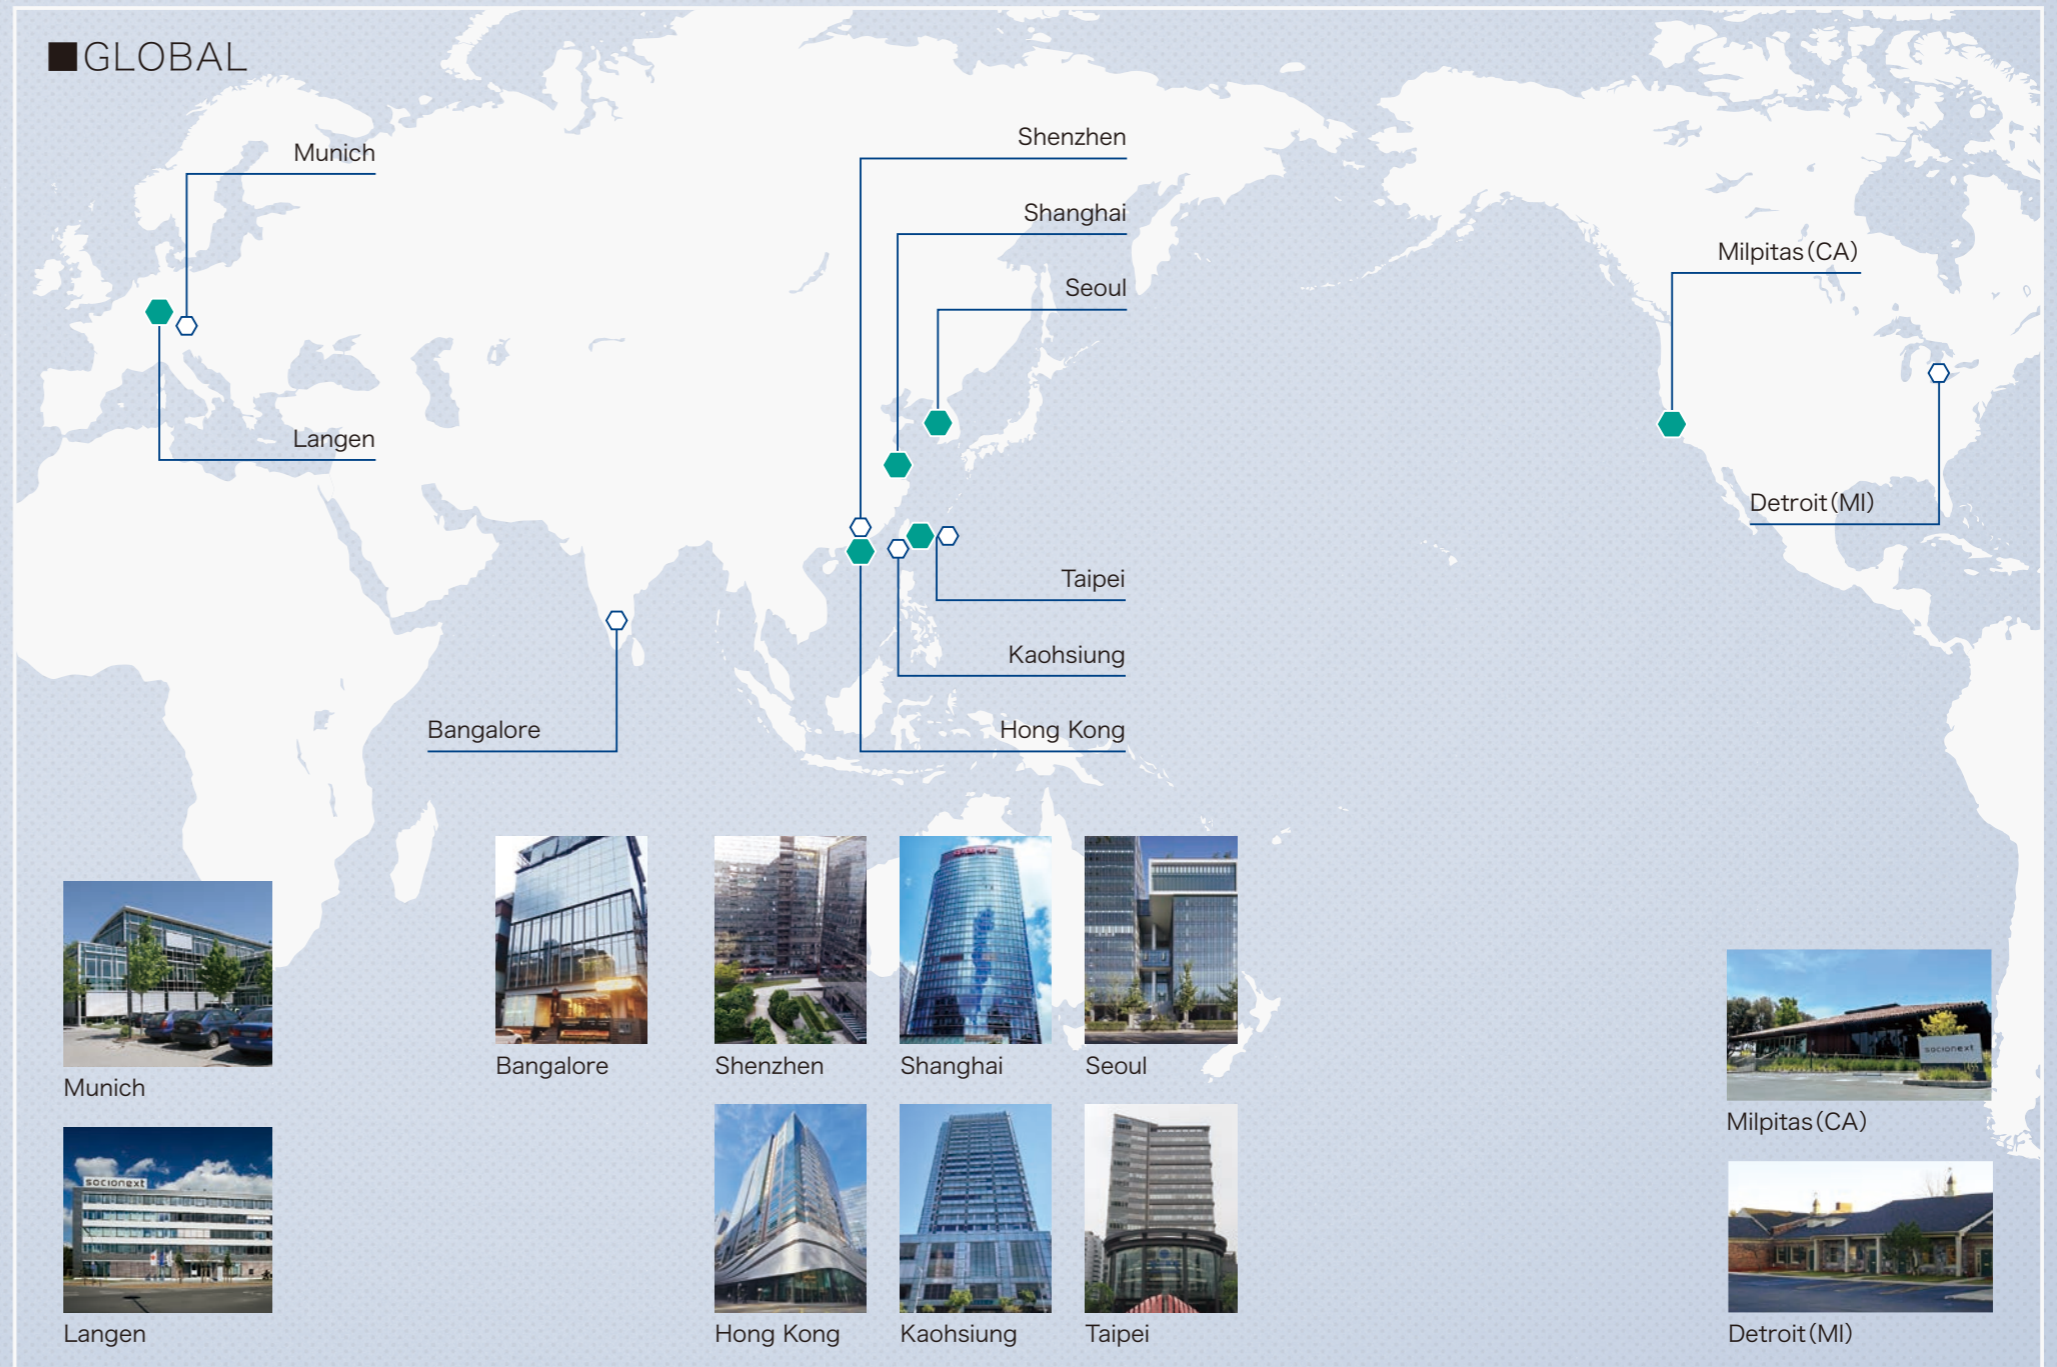 ■GLOBAL
Munich
Shenzhen
Shanghai
Milpitas(CA)
Seoul
Langen
Detroit(MI)
Taipei
Kaohsiung
Bangalore
Hong Kong
Munich
Bangalore
Shenzhen
Shanghai
Seoul
socionext
Milpitas(CA)
socionext
Langen
Hong Kong
Kaohsiung
Taipei
Detroit(MI)